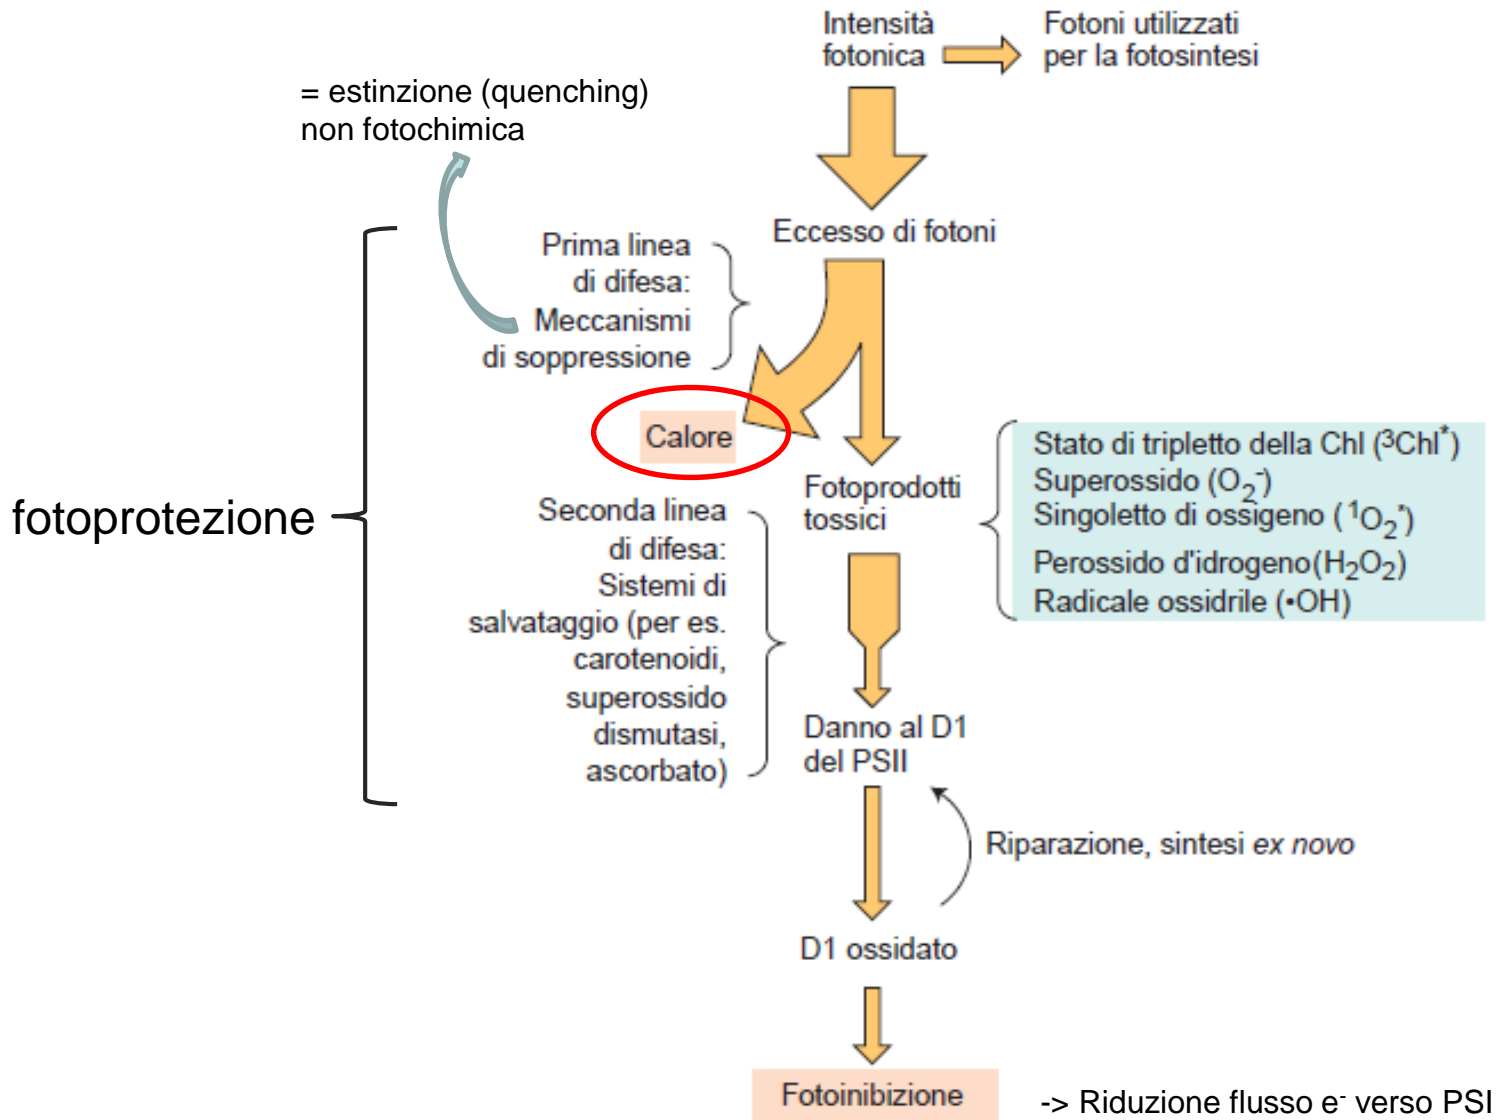 Intensità
fotonica
Fotoni utilizzati
per la fotosintesi
= estinzione (quenching)
non fotochimica
Eccesso di fotoni
Prima linea
di difesa:
Meccanismi
di soppressione
Calore
fotoprotezione
Fotoprodotti
tossici
Stato di tripletto della Chl (³Chl*)
Superossido (O₂⁻)
Singoletto di ossigeno (¹O₂*)
Perossido d'idrogeno(H₂O₂)
Radicale ossidrile (•OH)
Seconda linea
di difesa:
Sistemi di
salvataggio (per es.
carotenoidi,
superossido
dismutasi,
ascorbato)
Danno al D1
del PSII
Riparazione, sintesi ex novo
D1 ossidato
Fotoinibizione
-> Riduzione flusso e⁻ verso PSI